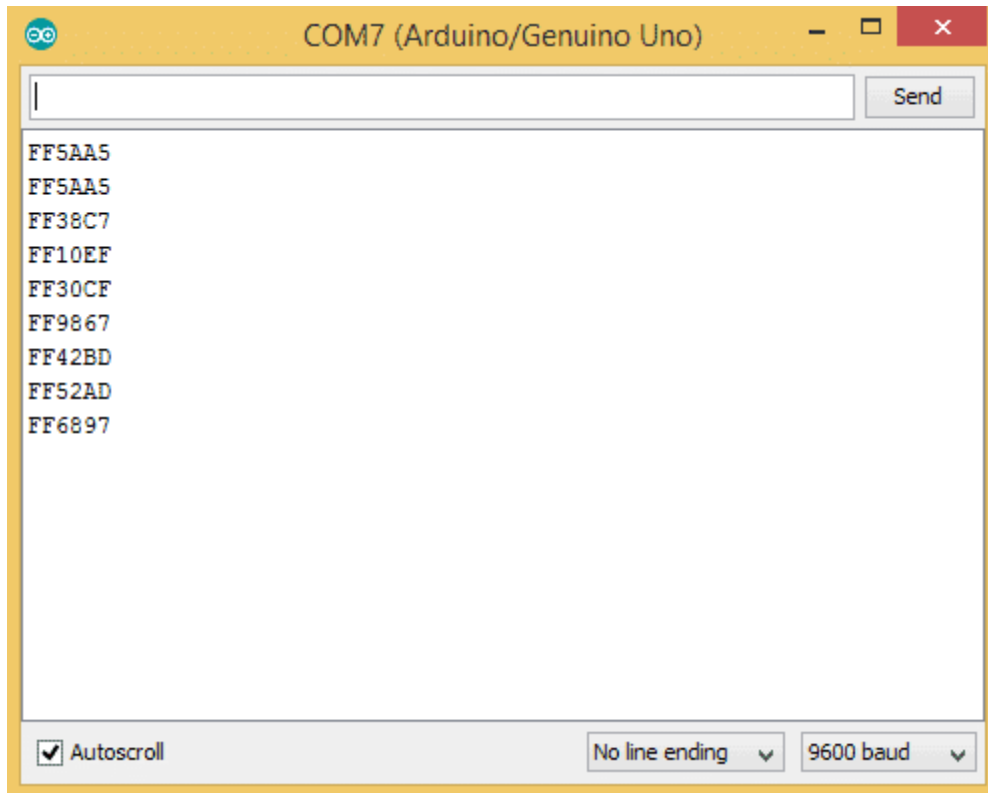 COM7 (Arduino/Genuino Uno)
Send
FF5AA5
FF5AA5
FF38C7
FF10EF
FF30CF
FF9867
FF42BD
FF52AD
FF6897
Autoscroll
No line ending
9600 baud